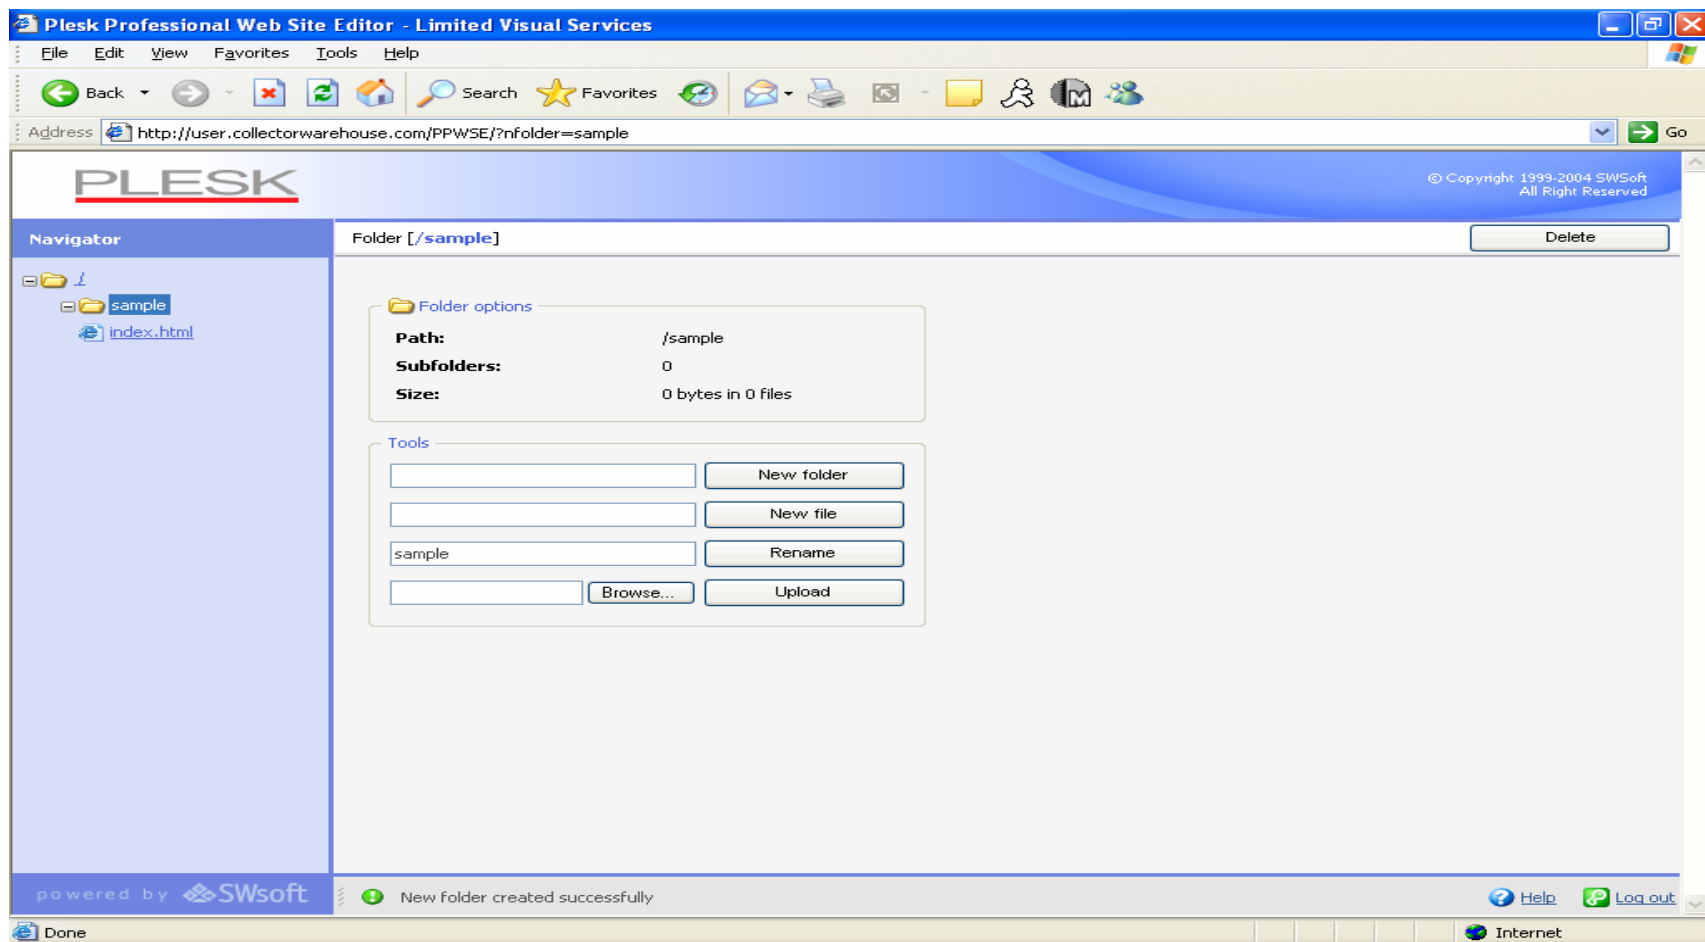 Plesk Professional Web Site Editor - Limited Visual Services
File Edit View Favorites Tools Help
Back Search Favorites
Address http://user.collectorwarehouse.com/PPWSE/?nfolder=sample Go
PLESK
© Copyright 1999-2004 SWSoft
All Right Reserved
Navigator
Folder [/sample] Delete
/
sample
index.html
Folder options
Path: /sample
Subfolders: 0
Size: 0 bytes in 0 files
Tools
New folder
New file
sample Rename
Browse... Upload
powered by SWsoft
New folder created successfully
Help Log out
Done Internet